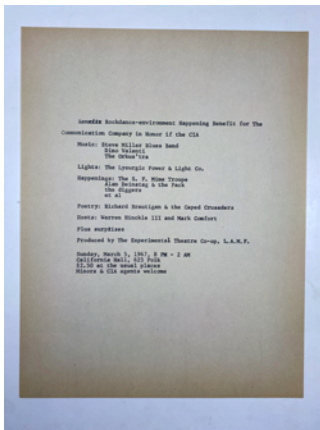 Rockdance-environment Happening Benefit for The
Communication Company in Honor if the CIA
Music: Steve Miller Blues Band
Dino Valenti
The Orkus'tra
Lights: The Lysergic Power & Light Co.
Happenings: The S. F. Mime Troupe
Alan Beinstag & the Pack
the diggers
et al
Poetry: Richard Brautigan & the Caped Crusaders
Hosts: Warren Hinckle III and Mark Comfort
Plus surprises
Produced by The Experimental Theatre Co-op, L.A.M.F.
Sunday, March 5, 1967, 8 PM - 2 AM
California Hall, 625 Polk
$2.50 at the usual places
Minors & CIA agents welcome